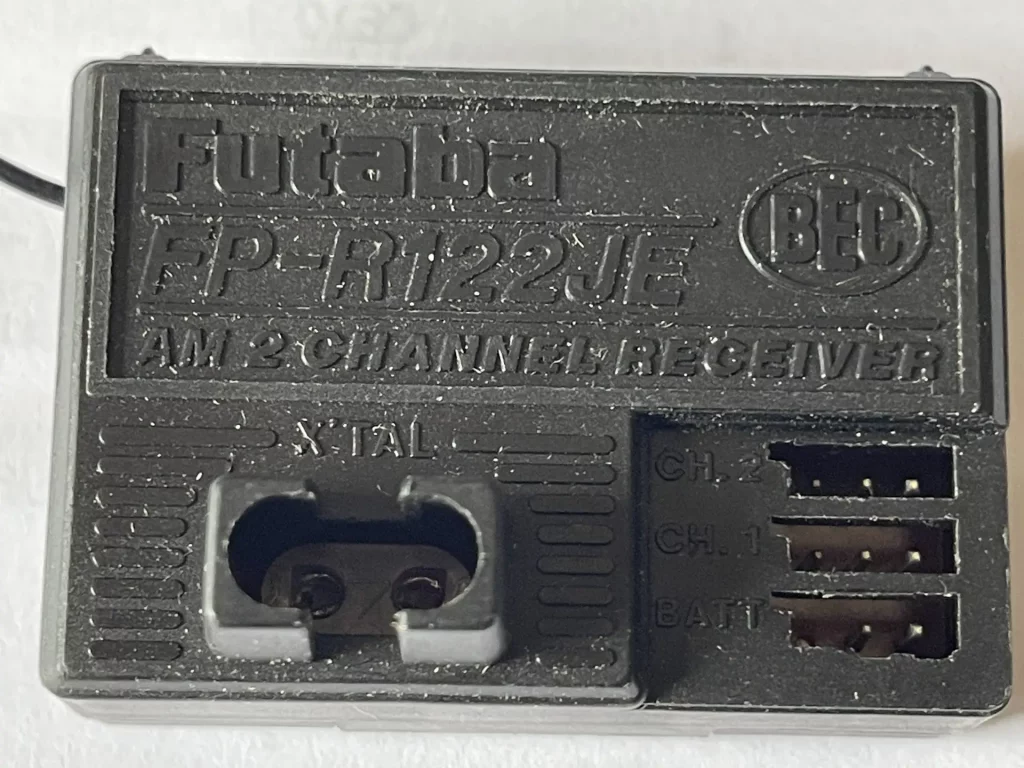 Futaba
FP-R122JE
BEC
AM 2 CHANNEL RECEIVER
X'TAL
CH. 2
CH. 1
BATT